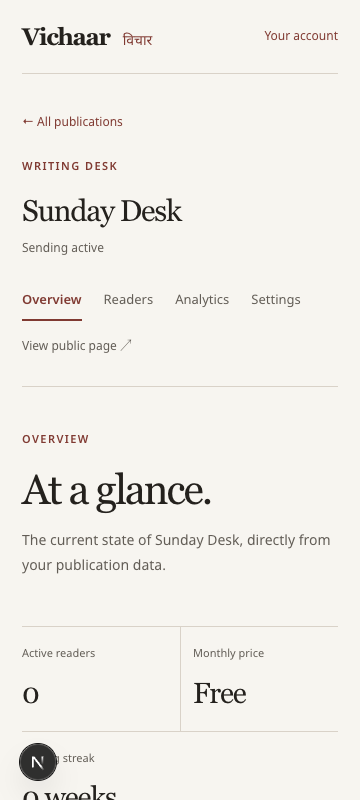 Vichaar विचार
Your account
← All publications
WRITING DESK
Sunday Desk
Sending active
Overview Readers Analytics Settings
View public page ↗
OVERVIEW
At a glance.
The current state of Sunday Desk, directly from
your publication data.
Active readers
0
Monthly price
Free
streak
0 weeks
N